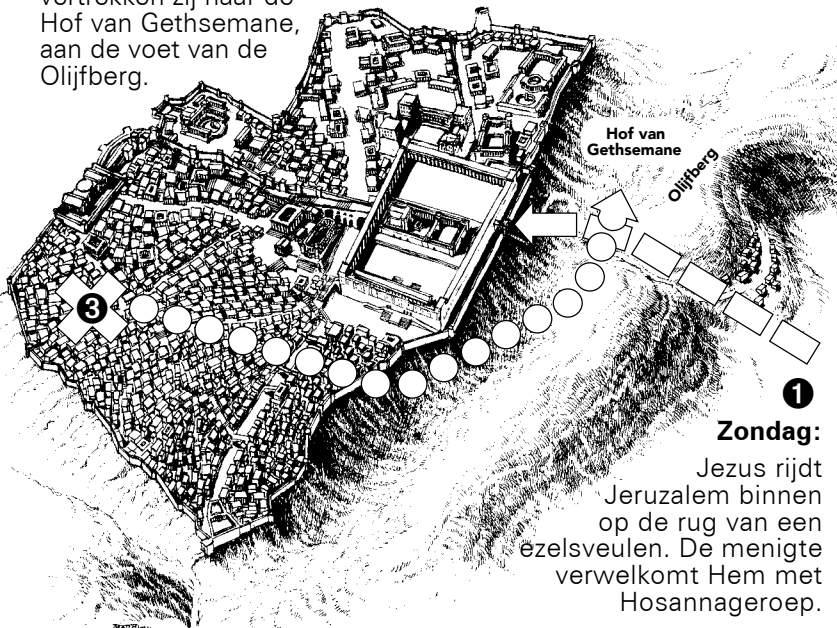 vertrekken zij naar de
Hof van Gethsemane,
aan de voet van de
Olijfberg.
Hof van
Gethsemane
Olijfberg
❸
❶
Zondag:
Jezus rijdt
Jeruzalem binnen
op de rug van een
ezelsveulen. De menigte
verwelkomt Hem met
Hosannageroep.